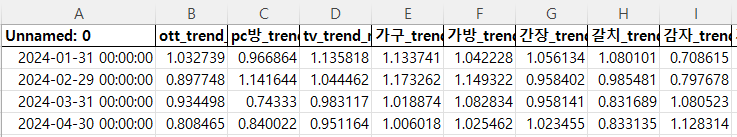 A B C D E F G H I
Unnamed: 0 ott_trend_ pc방_trend tv_trend_r 가구_trend 가방_trend 간장_trend 갈치_trend 감자_trend
2024-01-31 00:00:00 1.032739 0.966864 1.135818 1.133741 1.042228 1.056134 1.080101 0.708615
2024-02-29 00:00:00 0.897748 1.141644 1.044462 1.173262 1.149322 0.958402 0.985481 0.797678
2024-03-31 00:00:00 0.934498 0.74333 0.983117 1.018874 1.082834 0.958141 0.831689 1.080523
2024-04-30 00:00:00 0.808465 0.840022 0.951164 1.006018 1.025462 1.023455 0.833135 1.128314